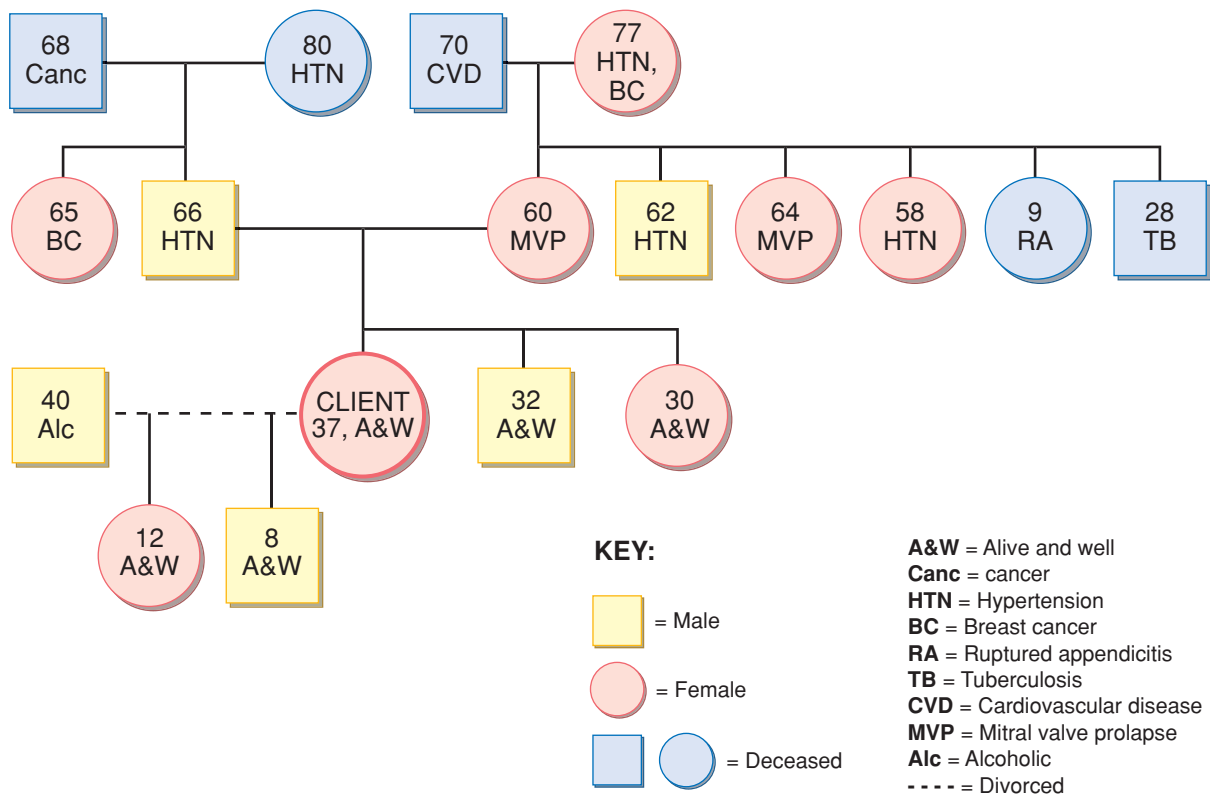 68
Canc
80
HTN
70
CVD
77
HTN,
BC
65
BC
66
HTN
60
MVP
62
HTN
64
MVP
58
HTN
9
RA
28
TB
40
Alc
CLIENT
37, A&W
32
A&W
30
A&W
12
A&W
8
A&W
KEY:
= Male
= Female
= Deceased
A&W = Alive and well
Canc = cancer
HTN = Hypertension
BC = Breast cancer
RA = Ruptured appendicitis
TB = Tuberculosis
CVD = Cardiovascular disease
MVP = Mitral valve prolapse
Alc = Alcoholic
- - - - = Divorced